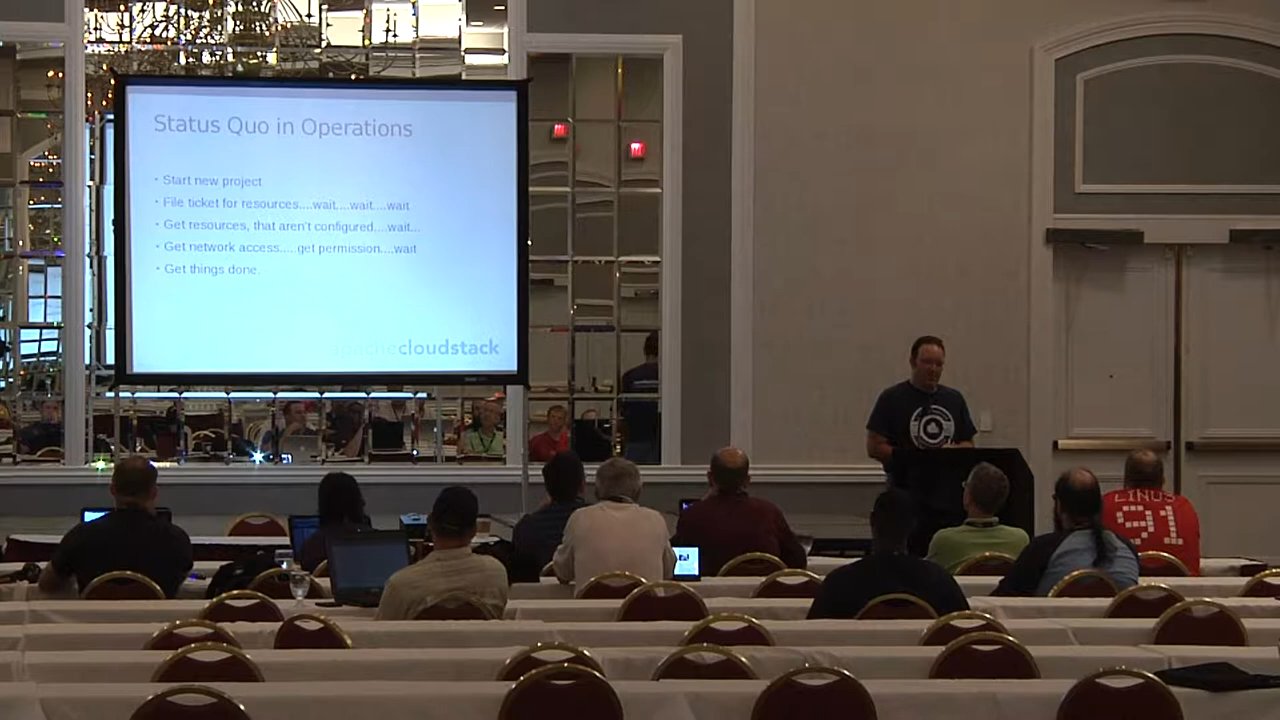 Status Quo in Operations
• Start new project
• File ticket for resources....wait....wait....wait
• Get resources, that aren't configured....wait...
• Get network access.....get permission....wait
• Get things done.
apachecloudstack
LINUS
91